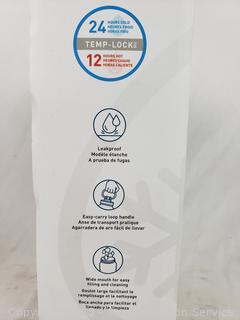 24 HOURS COLD
HEURES FROID
HORAS FRIO
TEMP-LOCK
12 HOURS HOT
HEURES CHAUD
HORAS CALIENTE
Leakproof
Modèle étanche
A prueba de fugas
Easy-carry loop handle
Anse de transport pratique
Agarradera de aro fácil de llevar
Wide mouth for easy
filling and cleaning
Goulot large facilitant le
remplissage et le nettoyage
Boca ancha para facilitar el
llenado y la limpieza